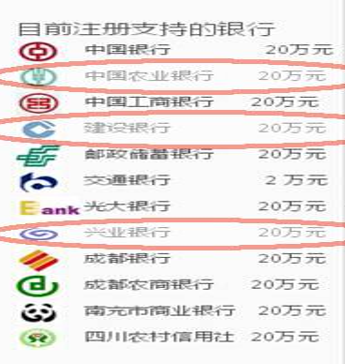 目前注册支持的银行
中国银行 20万元
中国农业银行 20万元
中国工商银行 20万元
建设银行 20万元
邮政储蓄银行 20万元
交通银行 2 万元
Bank 光大银行 20万元
兴业银行 20万元
成都银行 20万元
成都农商银行 20万元
南充市商业银行 20万元
四川农村信用社 20万元